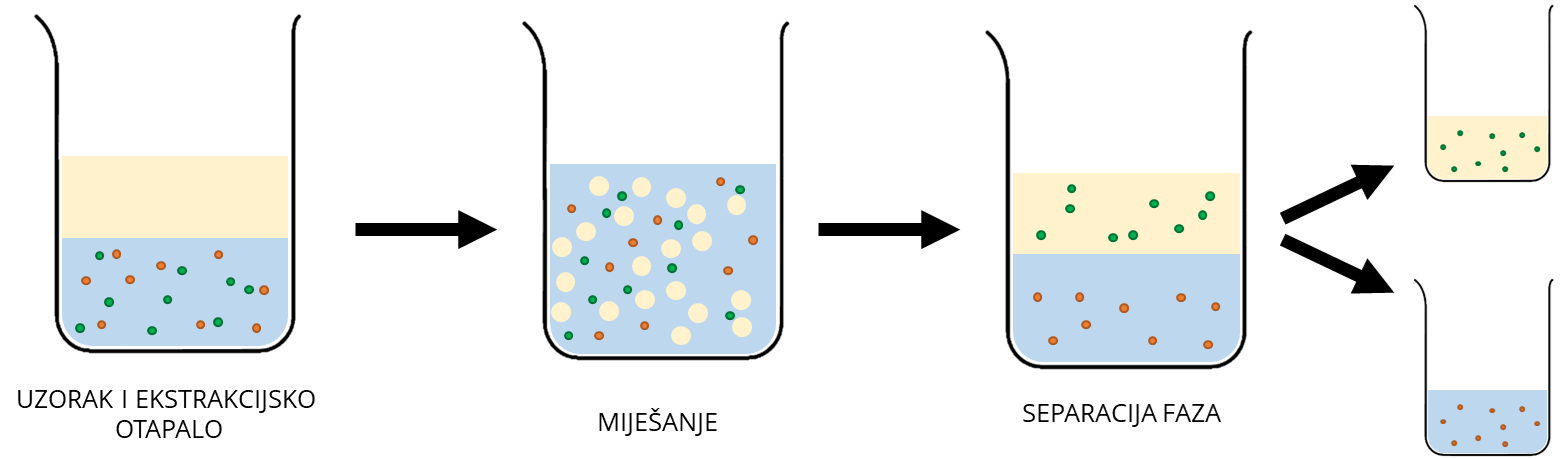 UZORAK I EKSTRAKCIJSKO
OTAPALO
MIJEŠANJE
SEPARACIJA FAZA